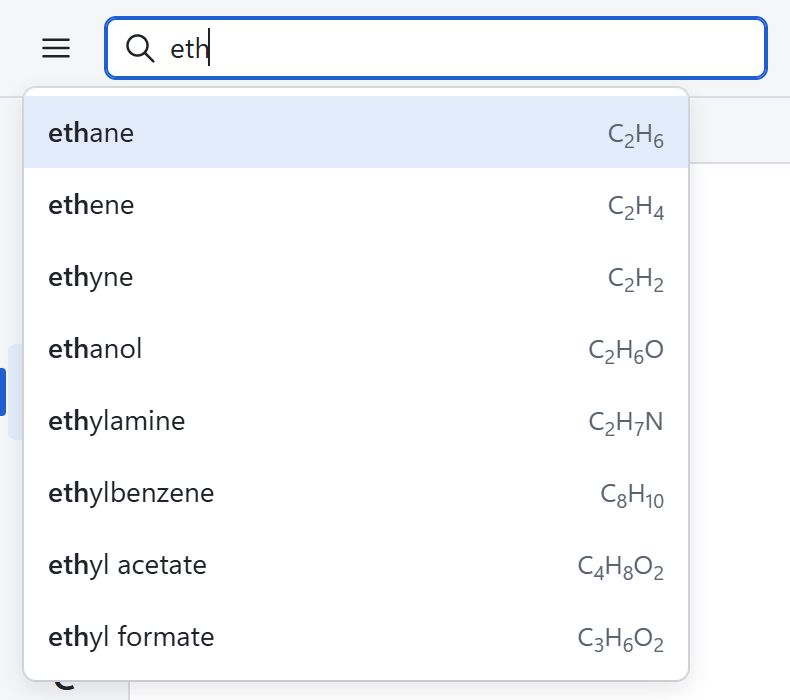 eth
ethane C₂H₆
ethene C₂H₄
ethyne C₂H₂
ethanol C₂H₆O
ethylamine C₂H₇N
ethylbenzene C₈H₁₀
ethyl acetate C₄H₈O₂
ethyl formate C₃H₆O₂